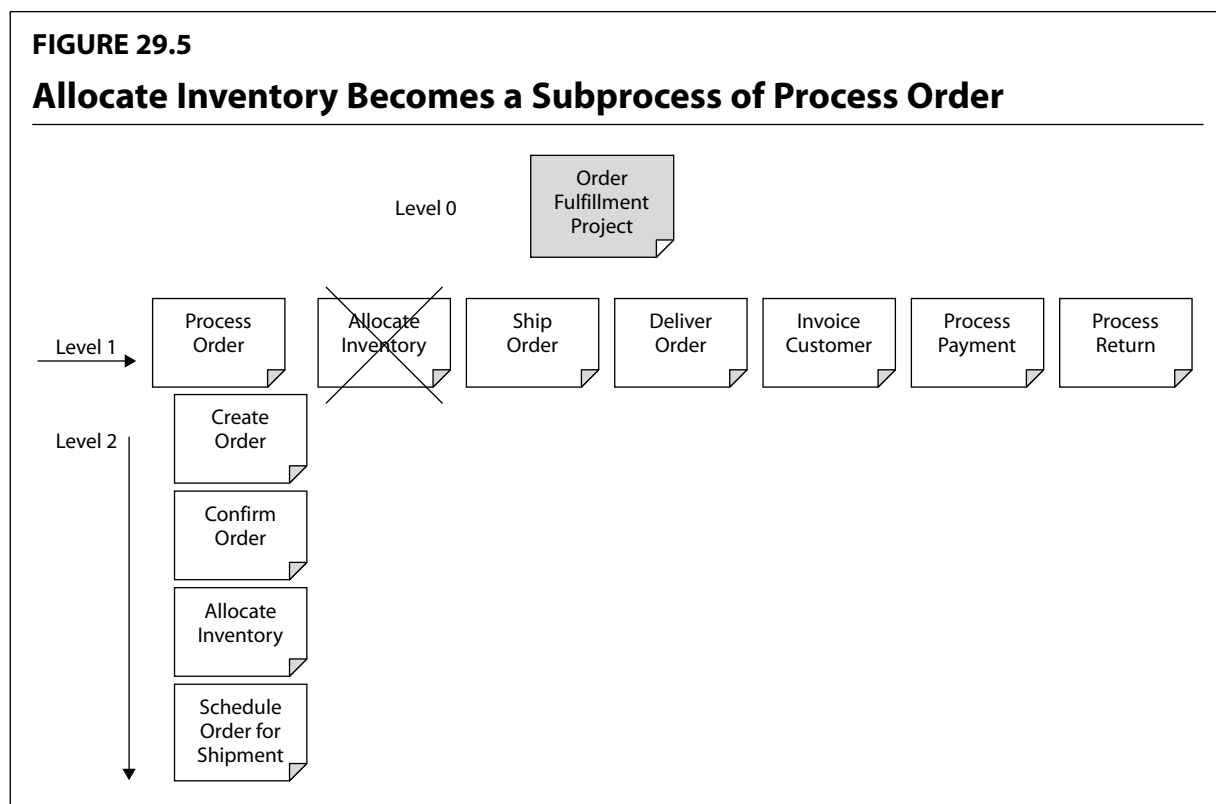 FIGURE 29.5
Allocate Inventory Becomes a Subprocess of Process Order
Level 0
Order
Fulfillment
Project
Level 1
Process
Order
Allocate
Inventory
Ship
Order
Deliver
Order
Invoice
Customer
Process
Payment
Process
Return
Level 2
Create
Order
Confirm
Order
Allocate
Inventory
Schedule
Order for
Shipment